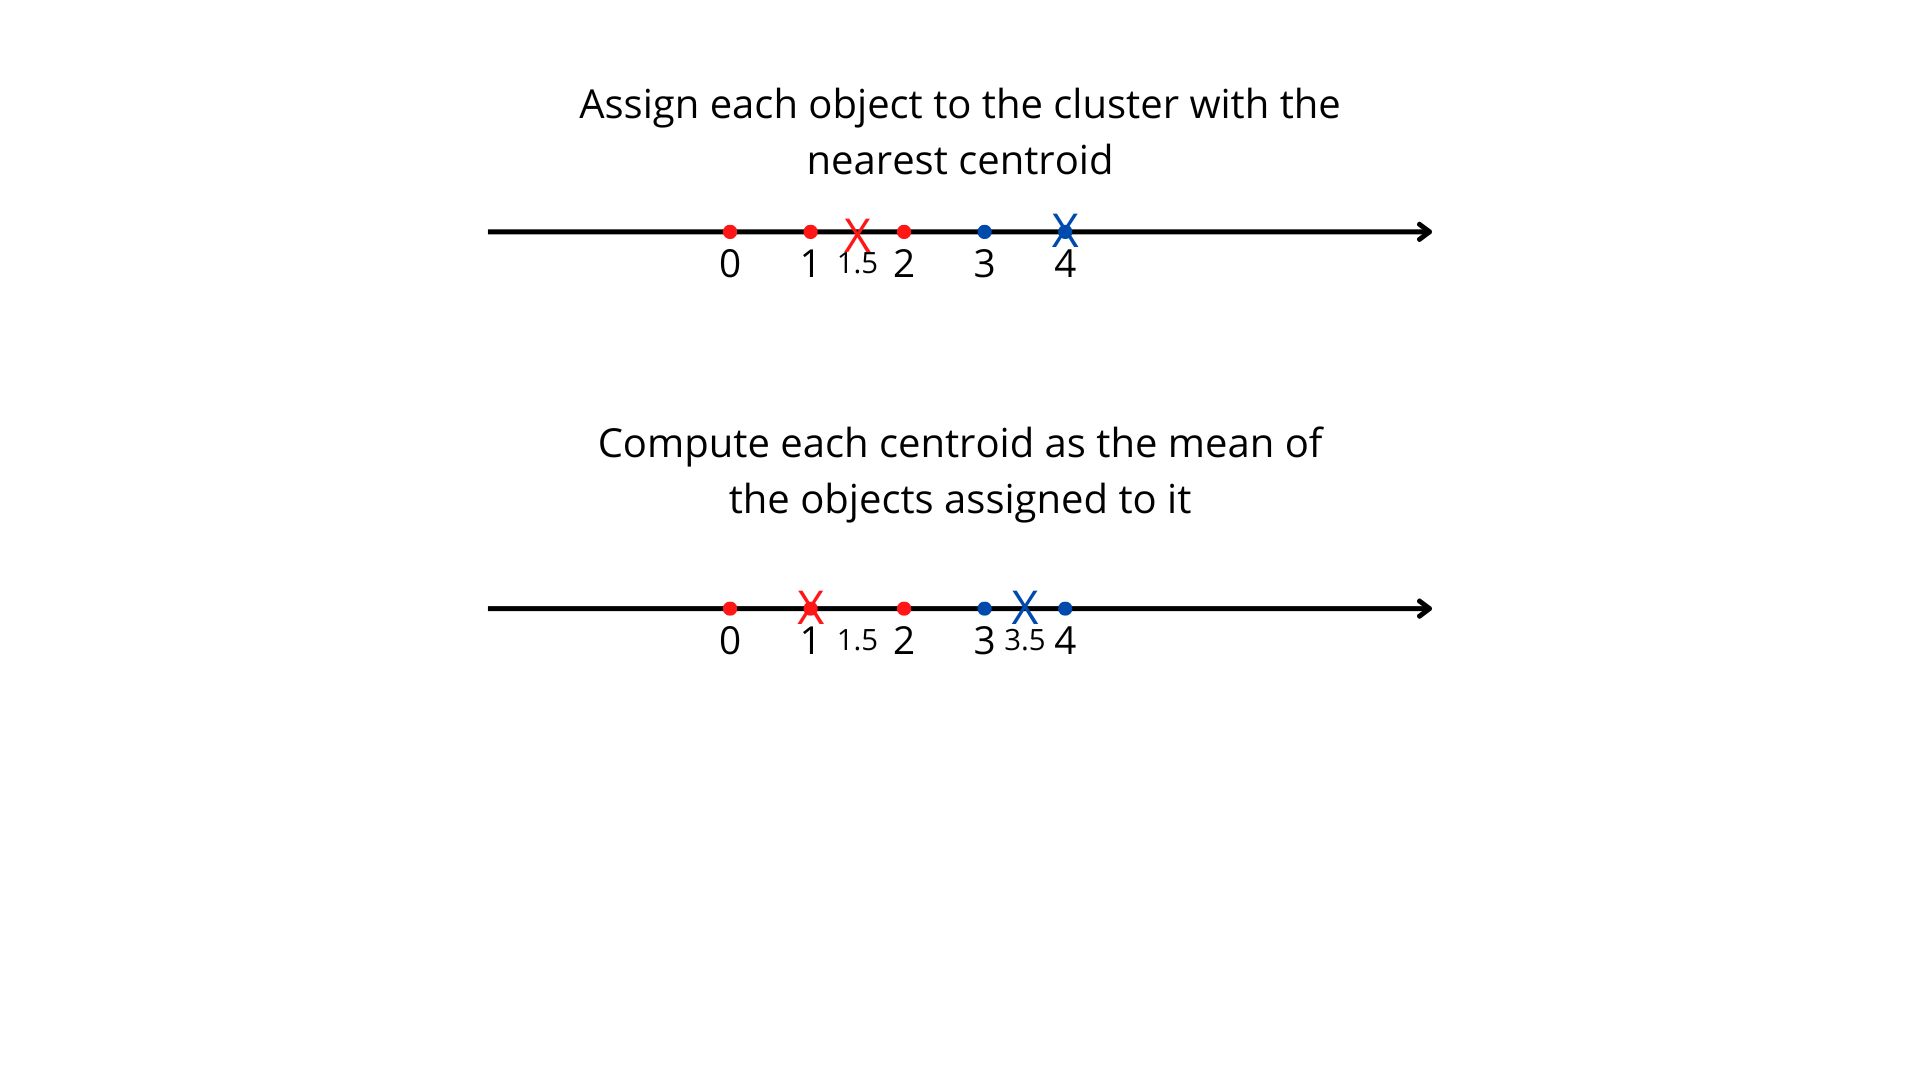 Assign each object to the cluster with the
nearest centroid
X X
0 1 1.5 2 3 4
Compute each centroid as the mean of
the objects assigned to it
X X
0 1 1.5 2 3 3.5 4